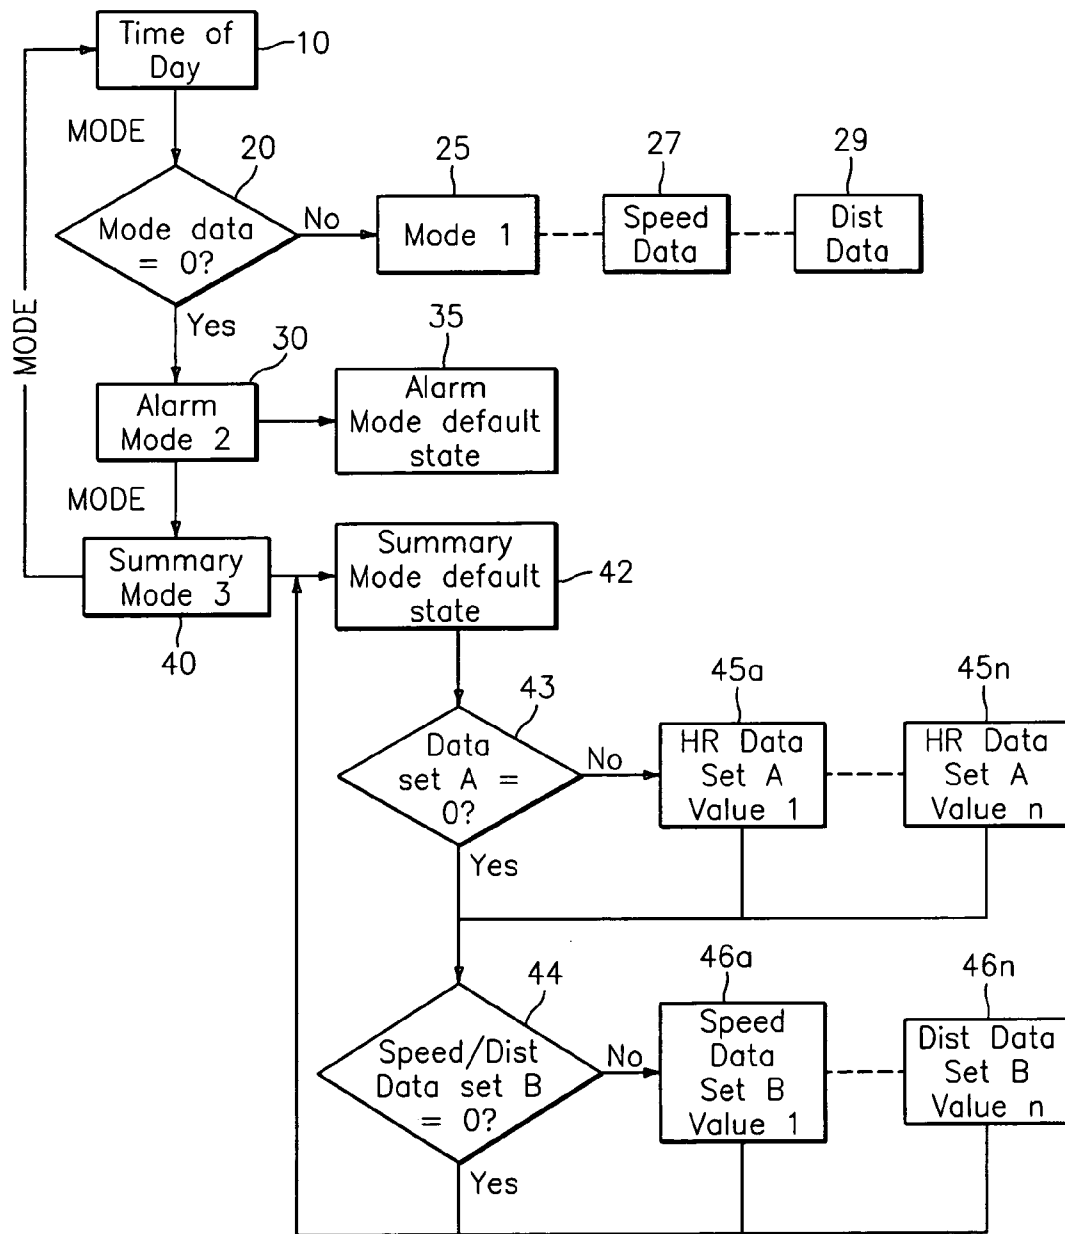 Time of
Day
10
MODE
20
Mode data
= 0?
No
25
Mode 1
27
Speed
Data
29
Dist
Data
MODE
Yes
30
Alarm
Mode 2
35
Alarm
Mode default
state
MODE
Summary
Mode 3
40
Summary
Mode default
state
42
43
Data
set A =
0?
No
45a
HR Data
Set A
Value 1
45n
HR Data
Set A
Value n
Yes
44
Speed/Dist
Data set B
= 0?
No
46a
Speed
Data
Set B
Value 1
46n
Dist Data
Set B
Value n
Yes